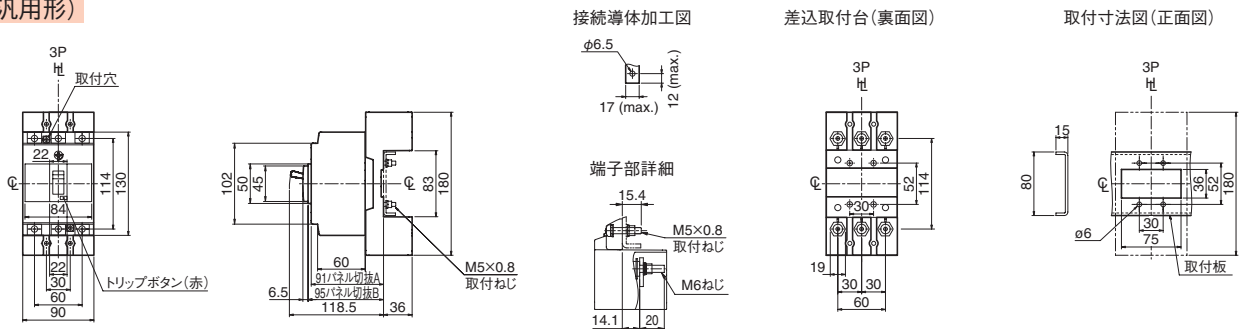 汎用形)
3P
HL
取付穴
22
℄
84
114
130
22
30
60
90
トリップボタン(赤)
102
50
45
℄
83
180
60
91パネル切抜A
95パネル切抜B
6.5
118.5
36
M5×0.8
取付ねじ
接続導体加工図
φ6.5
17 (max.)
12 (max.)
端子部詳細
15.4
M5×0.8
取付ねじ
M6ねじ
14.1
20
差込取付台(裏面図)
3P
HL
℄
52
114
30
19
30
30
60
取付寸法図(正面図)
3P
HL
15
80
℄
36
52
180
ø6
30
75
取付板